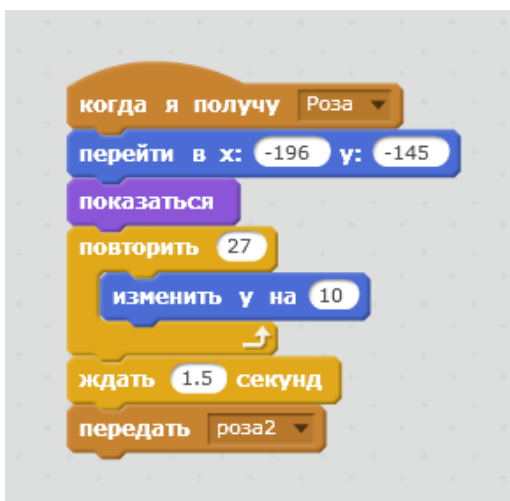 когда я получу Роза
перейти в x: -196 y: -145
показаться
повторить 27
изменить y на 10
ждать 1.5 секунд
передать роза2